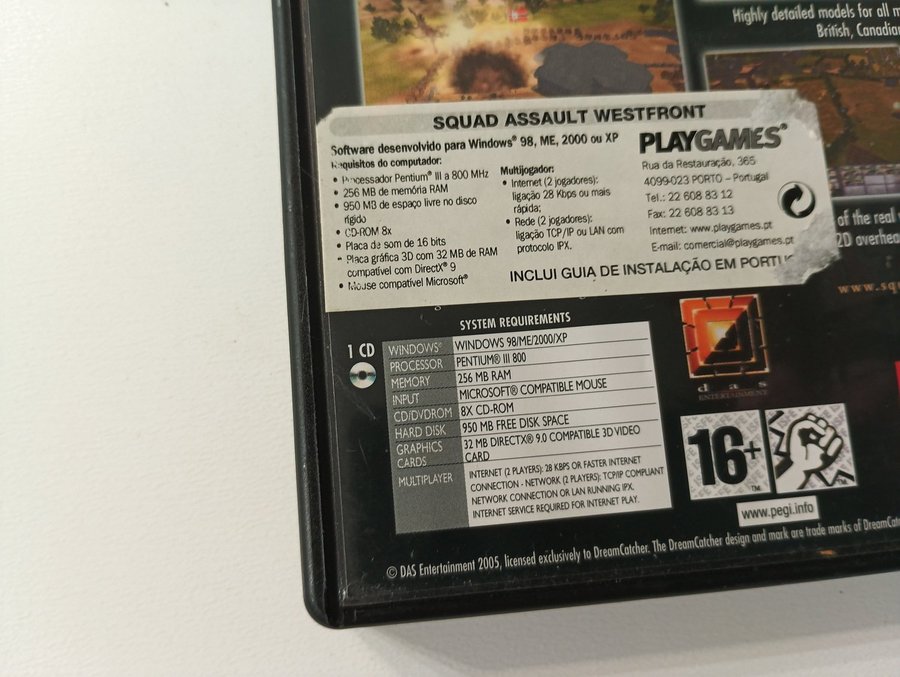 Highly detailed models for all
British, Canadian
SQUAD ASSAULT WESTFRONT
Software desenvolvido para Windows® 98, ME, 2000 ou XP
Requisitos do computador:
• Processador Pentium® III a 800 MHz
• 256 MB de memória RAM
• 950 MB de espaço livre no disco
rígido
• CD-ROM 8x
• Placa de som de 16 bits
• Placa gráfica 3D com 32 MB de RAM
compatível com DirectX® 9
• Mouse compatível Microsoft®
Multijogador:
• Internet (2 jogadores):
ligação 28 Kbps ou mais
rápida;
• Rede (2 jogadores):
ligação TCP/IP ou LAN com
protocolo IPX.
PLAYGAMES®
Rua da Restauração, 365
4099-023 PORTO – Portugal
Tel.: 22 608 83 12
Fax: 22 608 83 13
Internet: www.playgames.pt
E-mail: comercial@playgames.pt
INCLUI GUIA DE INSTALAÇÃO EM PORTU
of the real
2D overhea
www.squ
SYSTEM REQUIREMENTS
1 CD
WINDOWS® WINDOWS 98/ME/2000/XP
PROCESSOR PENTIUM® III 800
MEMORY 256 MB RAM
INPUT MICROSOFT® COMPATIBLE MOUSE
CD/DVDROM 8X CD-ROM
HARD DISK 950 MB FREE DISK SPACE
GRAPHICS CARDS 32 MB DIRECTX® 9.0 COMPATIBLE 3D VIDEO
CARD
MULTIPLAYER INTERNET (2 PLAYERS): 28 KBPS OR FASTER INTERNET
CONNECTION - NETWORK (2 PLAYERS): TCP/IP COMPLIANT
NETWORK CONNECTION OR LAN RUNNING IPX.
INTERNET SERVICE REQUIRED FOR INTERNET PLAY.
das
ENTERTAINMENT
16+
TM
TM
www.pegi.info
© DAS Entertainment 2005, licensed exclusively to DreamCatcher. The DreamCatcher design and mark are trade marks of DreamCat